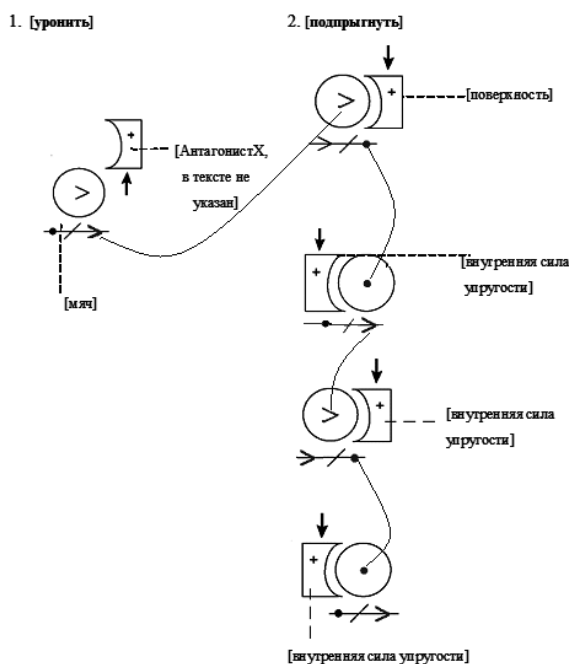 1. [уронить]
2. [подпрыгнуть]
[поверхность]
[АнтагонистX,
в тексте не
указан]
[мяч]
[внутренняя сила
упругости]
[внутренняя сила
упругости]
[внутренняя сила упругости]